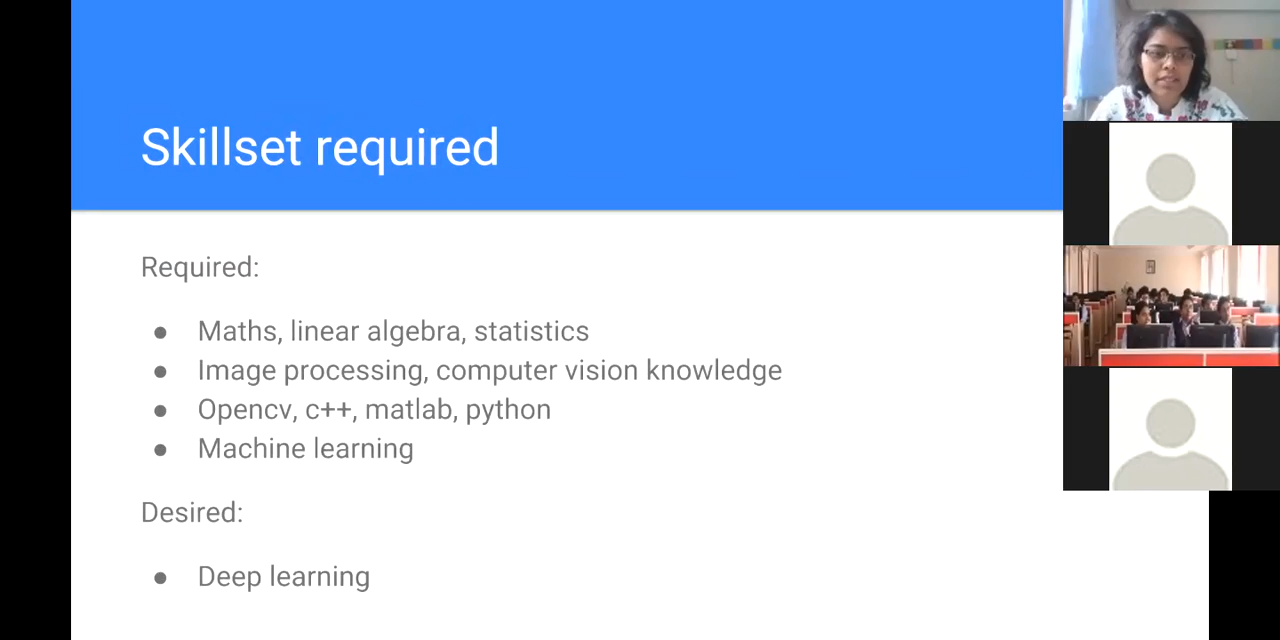 Skillset required
Required:
● Maths, linear algebra, statistics
● Image processing, computer vision knowledge
● Opencv, c++, matlab, python
● Machine learning
Desired:
● Deep learning